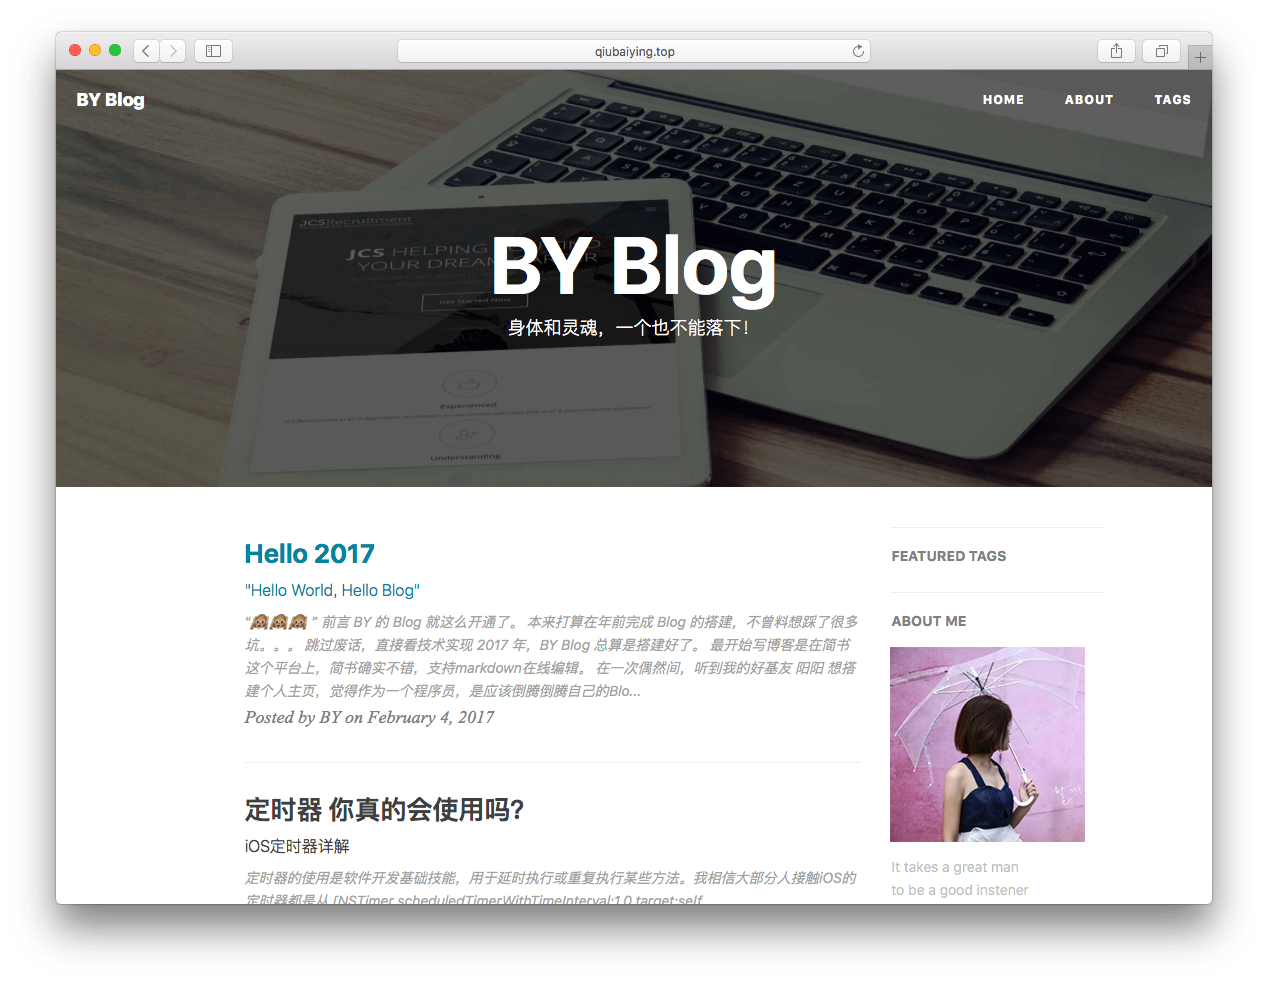 qiubaiying.top
BY Blog
HOME
ABOUT
TAGS
JCSRecruitment
JCS HELPING
YOUR DREAM
Get Started Now
BY Blog
身体和灵魂，一个也不能落下！
Experienced
Understanding
Hello 2017
"Hello World, Hello Blog"
“🙉🙉🙉 ” 前言 BY 的 Blog 就这么开通了。 本来打算在年前完成 Blog 的搭建，不曾料想踩了很多
坑。。。 跳过废话，直接看技术实现 2017 年，BY Blog 总算是搭建好了。 最开始写博客是在简书
这个平台上，简书确实不错，支持markdown在线编辑。 在一次偶然间，听到我的好基友 阳阳 想搭
建个人主页，觉得作为一个程序员，是应该倒腾倒腾自己的Blo...
Posted by BY on February 4, 2017
定时器 你真的会使用吗?
iOS定时器详解
定时器的使用是软件开发基础技能，用于延时执行或重复执行某些方法。我相信大部分人接触iOS的
定时器都是从 [NSTimer scheduledTimerWithTimeInterval:1.0 target:self
FEATURED TAGS
ABOUT ME
It takes a great man
to be a good instener